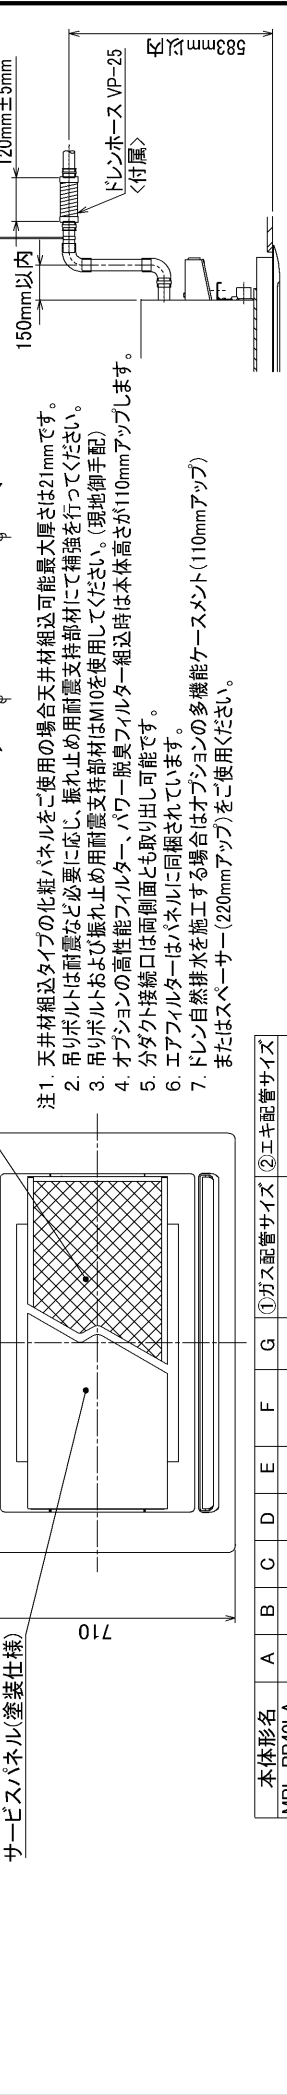 583mm以内
120mm±5mm
ドレンホース VP-25
〈付属〉
150mm以内
注1. 天井材組込タイプの化粧パネルをご使用の場合天井材組込可能最大厚さは21mmです。
2. 吊りボルトは耐震など必要に応じ、振れ止め用耐震支持部材にて補強を行ってください。
3. 吊りボルトおよび振れ止め用耐震支持部材はM10を使用してください。(現地御手配)
4. オプションの高性能フィルター、パワー脱臭フィルター組込時は本体高さが110mmアップします。
5. 分ダクト接続口は両側面とも取り出し可能です。
6. エアフィルターはパネルに同梱されています。
7. ドレン自然排水を施工する場合はオプションの多機能ケースメント(110mmアップ)
またはスペーサー(220mmアップ)をご使用ください。
710
サービスパネル(塗装仕様)
本体形名 A B C D E F G ①ガス配管サイズ ②エキ配管サイズ